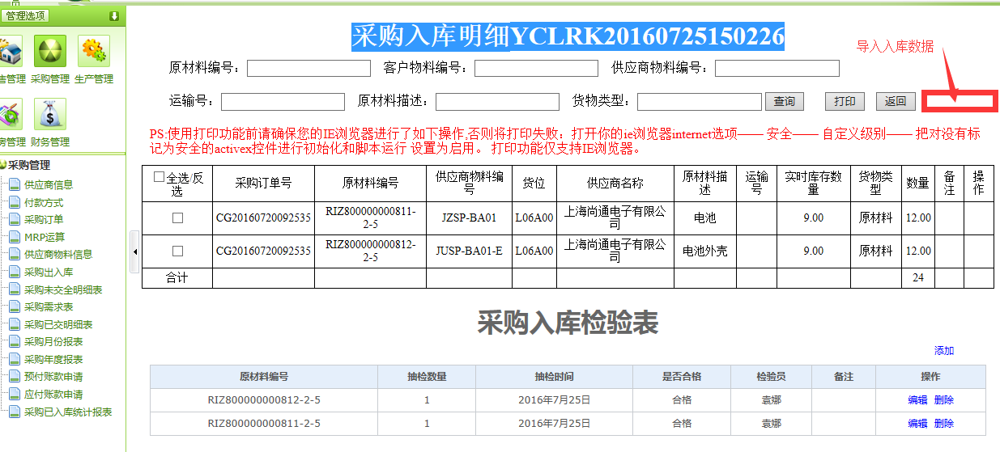 管理选项
售管理 采购管理 生产管理
房管理 财务管理
采购管理
供应商信息
付款方式
采购订单
MRP运算
供应商物料信息
采购出入库
采购未交全明细表
采购需求表
采购已交明细表
采购月份报表
采购年度报表
预付账款申请
应付账款申请
采购已入库统计报表
采购入库明细YCLRK20160725150226
导入入库数据
原材料编号： 客户物料编号： 供应商物料编号：
运输号： 原材料描述： 货物类型： 查询 打印 返回
PS:使用打印功能前请确保您的IE浏览器进行了如下操作,否则将打印失败：打开你的ie浏览器internet选项—— 安全—— 自定义级别—— 把对没有标
记为安全的activex控件进行初始化和脚本运行 设置为启用。 打印功能仅支持IE浏览器。
全选/反选 采购订单号 原材料编号 供应商物料编号 货位 供应商名称 原材料描述 运输号 实时库存数量 货物类型 数量 备注 操作
CG20160720092535 RIZ800000000811-2-5 JZSP-BA01 L06A00 上海尚通电子有限公司 电池 9.00 原材料 12.00
CG20160720092535 RIZ800000000812-2-5 JUSP-BA01-E L06A00 上海尚通电子有限公司 电池外壳 9.00 原材料 12.00
合计 24
采购入库检验表
添加
原材料编号 抽检数量 抽检时间 是否合格 检验员 备注 操作
RIZ800000000812-2-5 1 2016年7月25日 合格 袁娜 编辑 删除
RIZ800000000811-2-5 1 2016年7月25日 合格 袁娜 编辑 删除